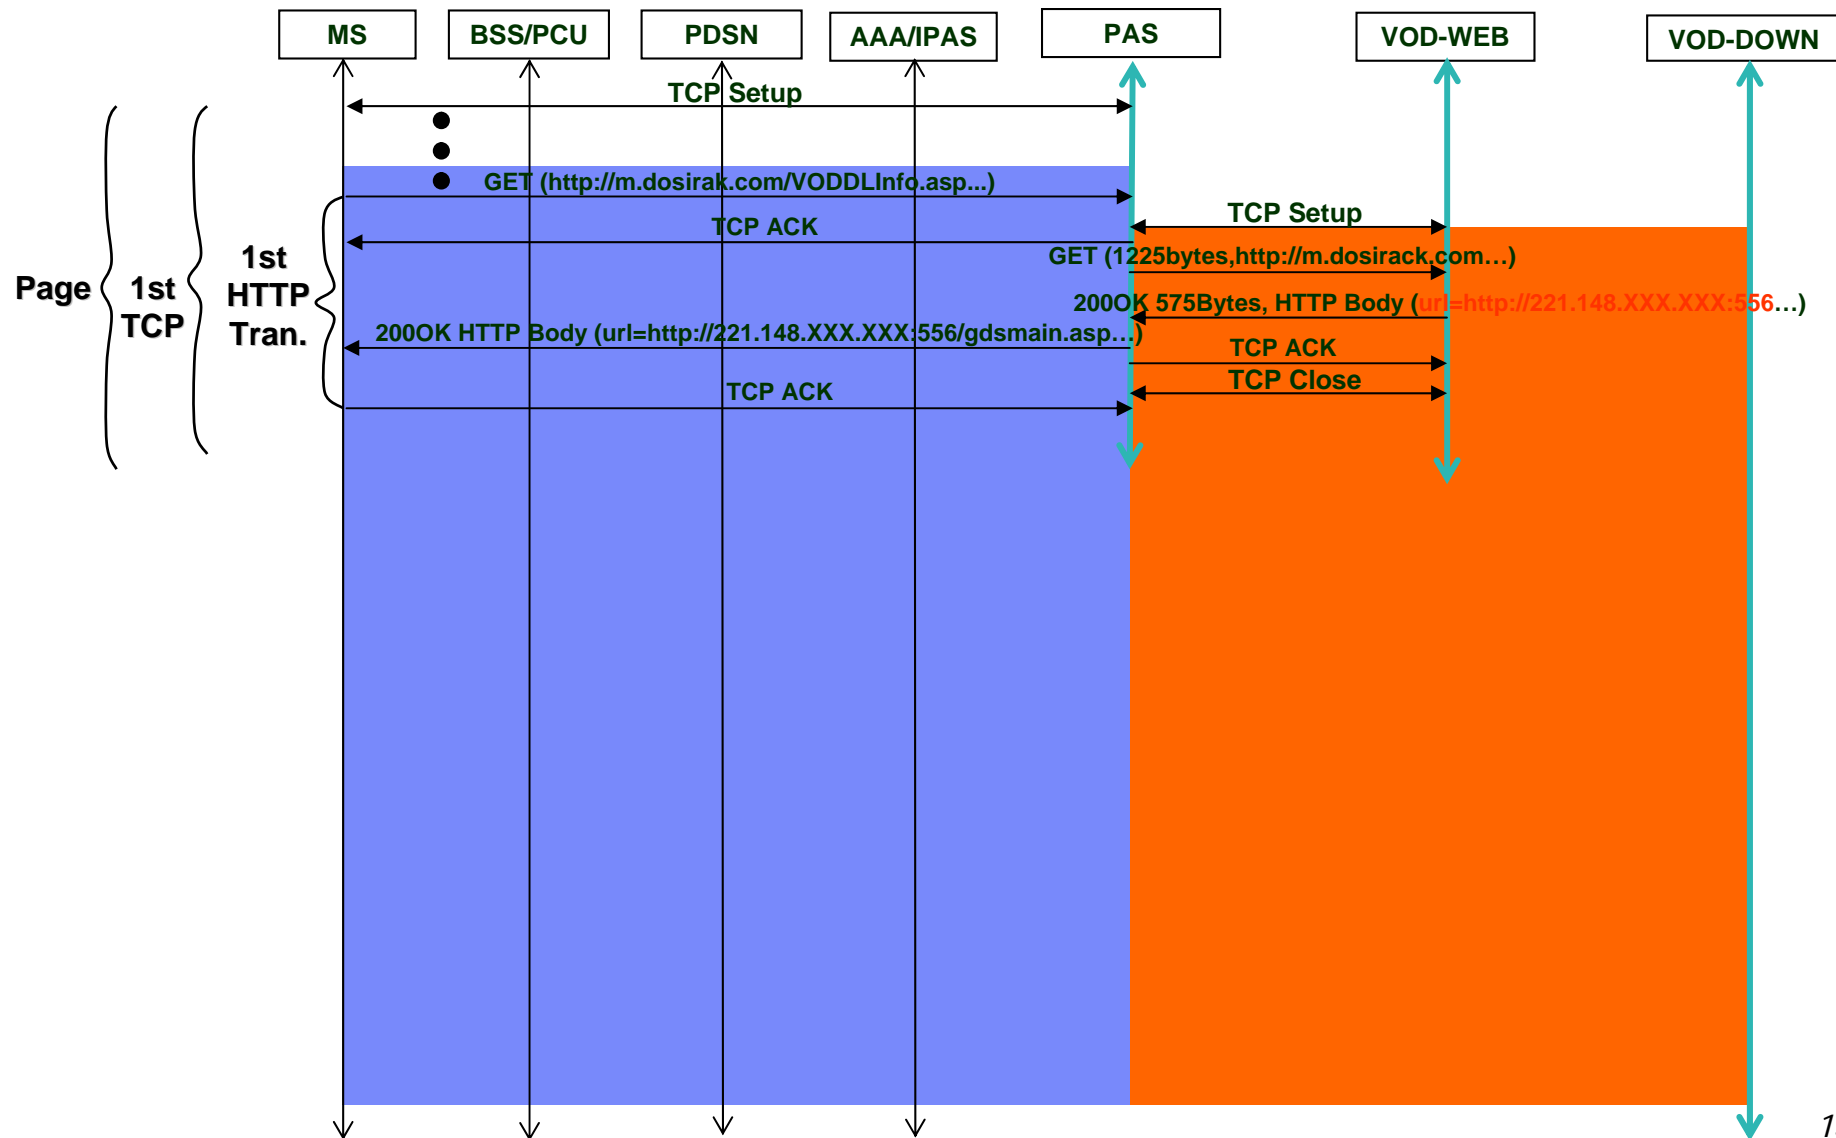 MS
BSS/PCU
PDSN
AAA/IPAS
PAS
VOD-WEB
VOD-DOWN
TCP Setup
GET (http://m.dosirak.com/VODDLInfo.asp...)
TCP Setup
TCP ACK
GET (1225bytes,http://m.dosirack.com…)
Page
1st
TCP
1st
HTTP
Tran.
200OK 575Bytes, HTTP Body (url=http://221.148.XXX.XXX:556…)
200OK HTTP Body (url=http://221.148.XXX.XXX:556/gdsmain.asp…)
TCP ACK
TCP Close
TCP ACK